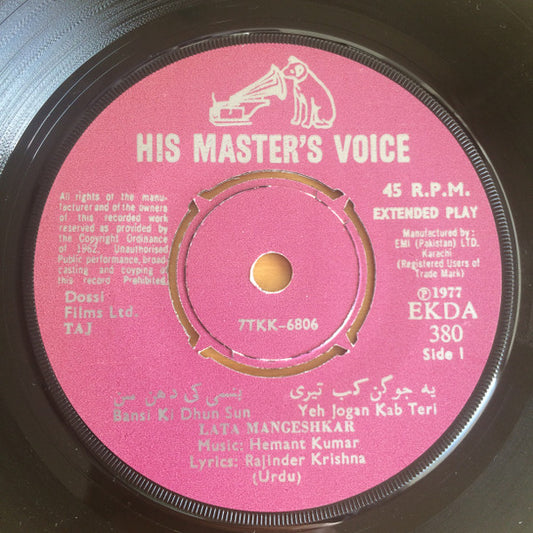 HIS MASTER'S VOICE
All rights of the manu-
facturer and of the owners
of this recorded work
reserved as provided by
the Copyright Ordinance
of 1962. Unauthorised
Public performance, broad-
casting and coyping of
this record Prohibited.
Dossi
Films Ltd.
TAJ
45 R.P.M.
EXTENDED PLAY
Manufactured by:
EMI (Pakistan) LTD.
Karachi
(Registered Users of
Trade Mark)
℗1977
EKDA
380
Side 1
7TKK-6806
یہ جوگن کب تیری بنسی کی دھن سن
Bansi Ki Dhun Sun Yeh Jogan Kab Teri
LATA MANGESHKAR
Music: Hemant Kumar
Lyrics: Rajinder Krishna
(Urdu)